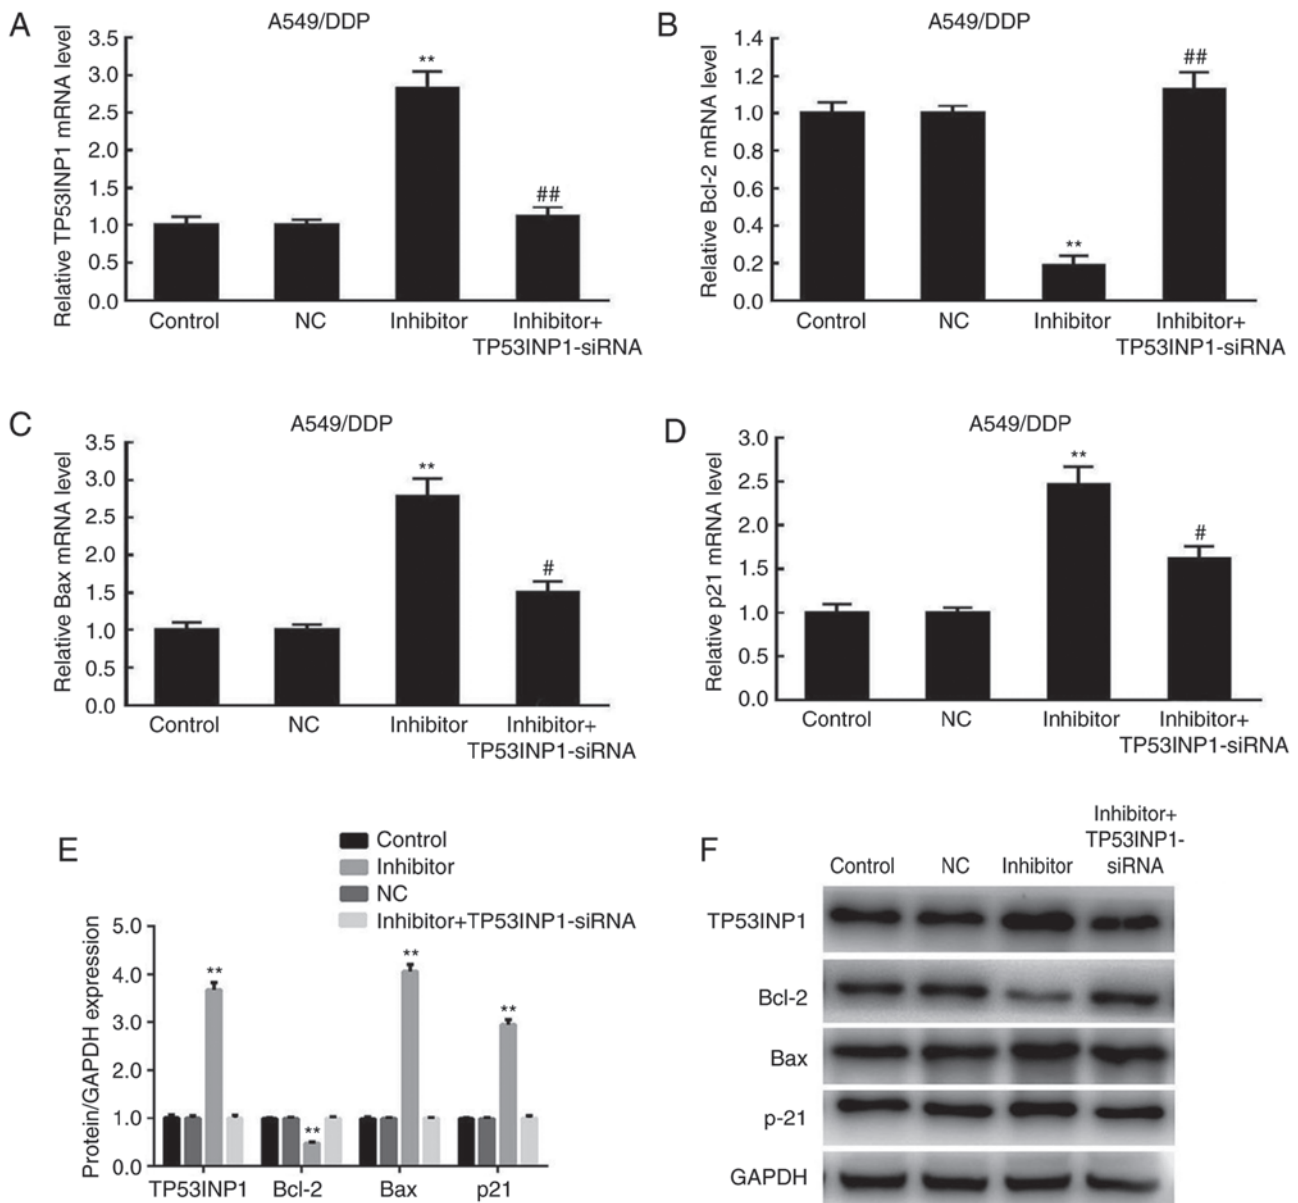 A
A549/DDP
Relative TP53INP1 mRNA level
3.5
3.0
2.5
2.0
1.5
1.0
0.5
0.0
**
##
Control
NC
Inhibitor
Inhibitor+
TP53INP1-siRNA
B
A549/DDP
Relative Bcl-2 mRNA level
1.4
1.2
1.0
0.8
0.6
0.4
0.2
0.0
**
##
Control
NC
Inhibitor
Inhibitor+
TP53INP1-siRNA
C
A549/DDP
Relative Bax mRNA level
3.5
3.0
2.5
2.0
1.5
1.0
0.5
0.0
**
#
Control
NC
Inhibitor
Inhibitor+
TP53INP1-siRNA
D
A549/DDP
Relative p21 mRNA level
3.0
2.5
2.0
1.5
1.0
0.5
0.0
**
#
Control
NC
Inhibitor
Inhibitor+
TP53INP1-siRNA
E
Control
Inhibitor
NC
Inhibitor+TP53INP1-siRNA
Protein/GAPDH expression
5.0
4.0
3.0
2.0
1.0
0.0
**
**
**
**
TP53INP1
Bcl-2
Bax
p21
F
Control
NC
Inhibitor
Inhibitor+
TP53INP1-
siRNA
TP53INP1
Bcl-2
Bax
p-21
GAPDH